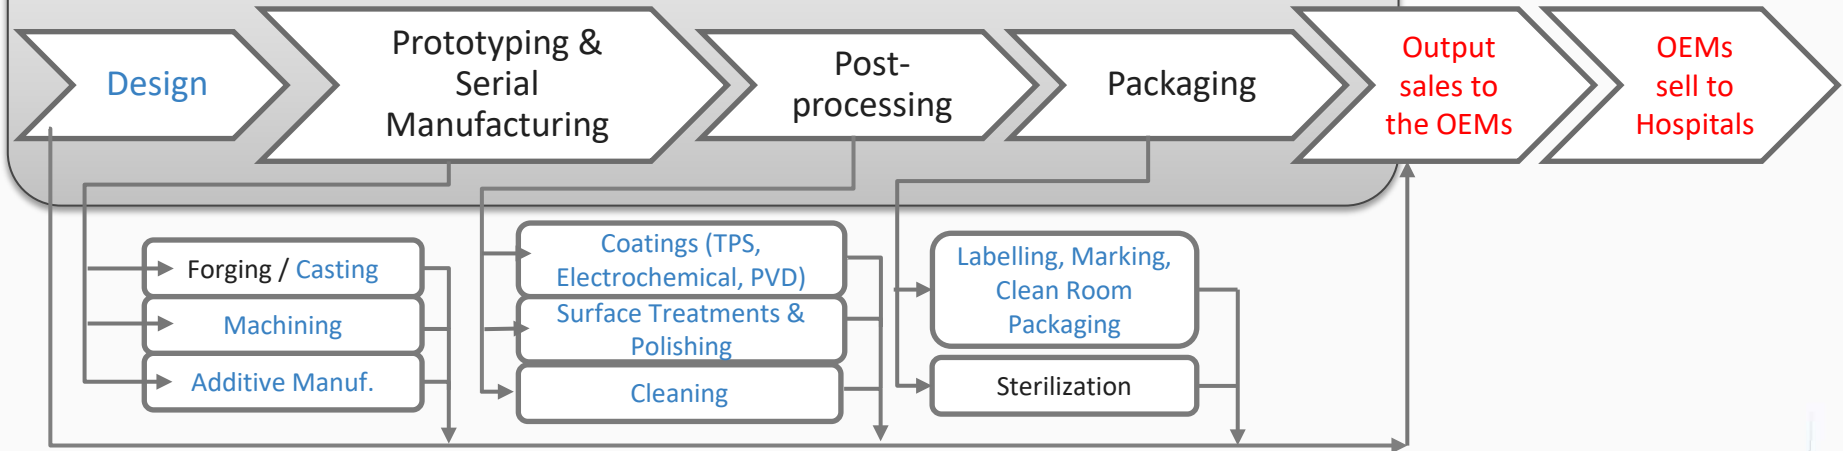 Design
Prototyping &
Serial
Manufacturing
Post-
processing
Packaging
Output
sales to
the OEMs
OEMs
sell to
Hospitals
Forging / Casting
Machining
Additive Manuf.
Coatings (TPS,
Electrochemical, PVD)
Surface Treatments &
Polishing
Cleaning
Labelling, Marking,
Clean Room
Packaging
Sterilization